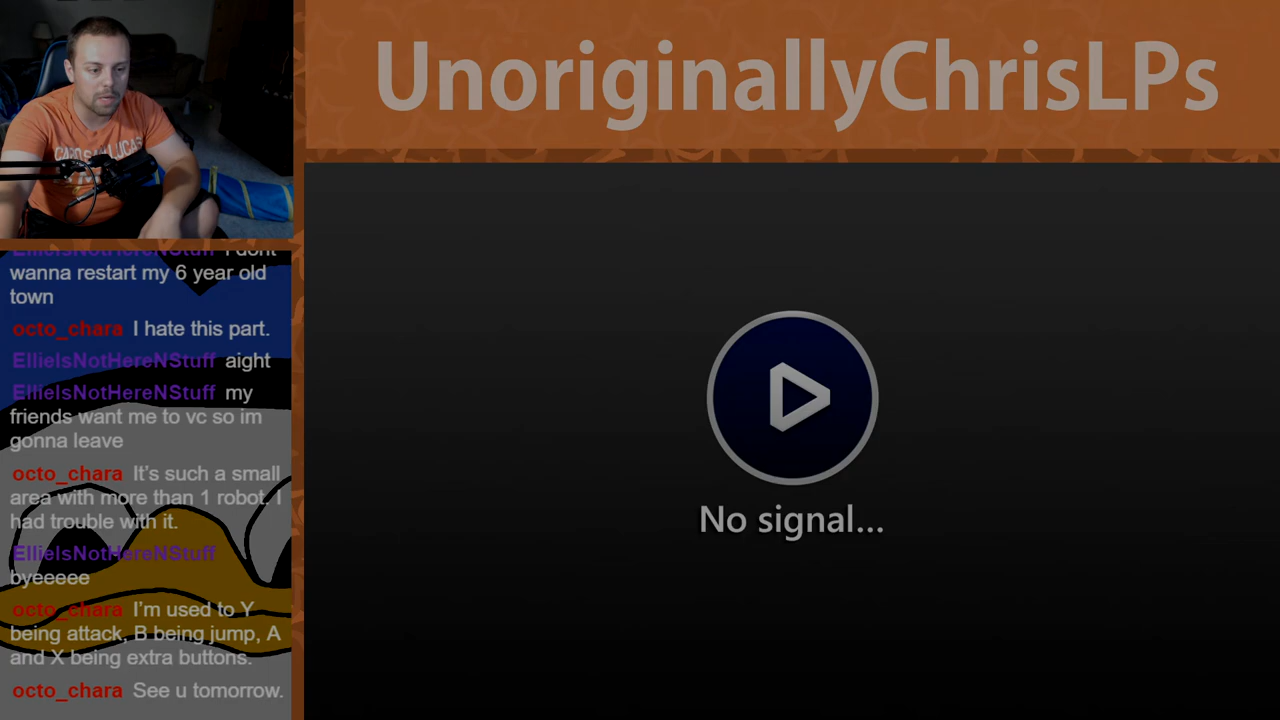 UnoriginallyChrisLPs
EllieIsNotHereNStuff I dont
wanna restart my 6 year old
town
octo_chara I hate this part.
EllieIsNotHereNStuff aight
EllieIsNotHereNStuff my
friends want me to vc so im
gonna leave
octo_chara It's such a small
area with more than 1 robot. I
had trouble with it.
EllieIsNotHereNStuff
byeeeee
octo_chara I'm used to Y
being attack, B being jump, A
and X being extra buttons.
octo_chara See u tomorrow.
No signal...